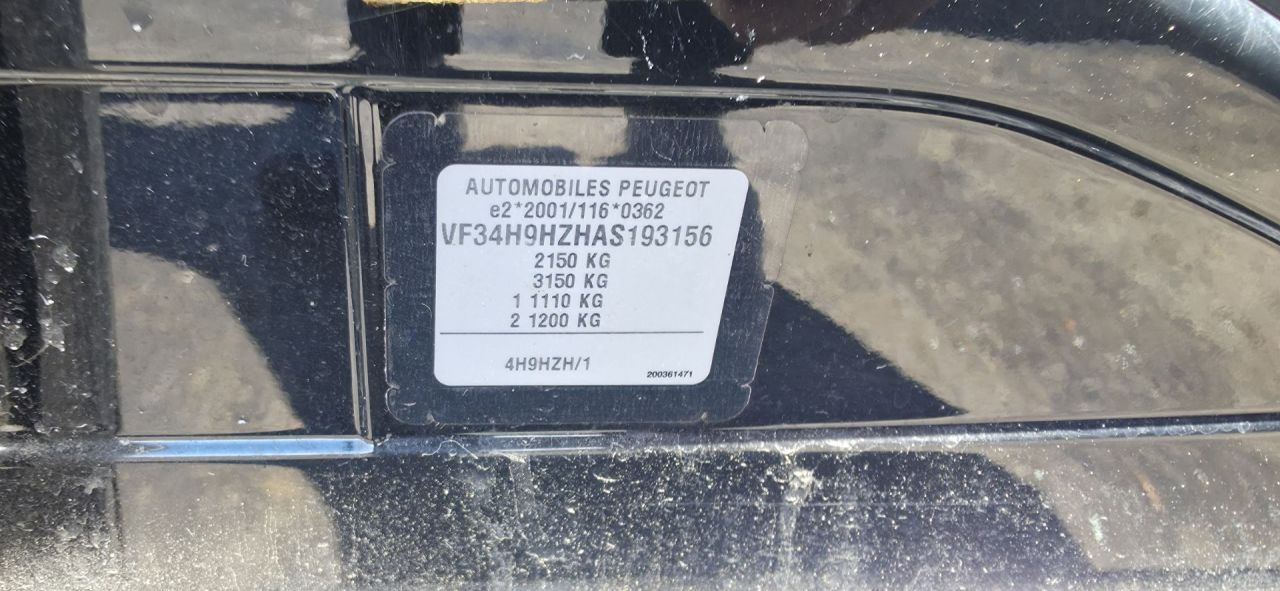 AUTOMOBILES PEUGEOT
e2*2001/116*0362
VF34H9HZHAS193156
2150 KG
3150 KG
1 1110 KG
2 1200 KG
4H9HZH/1
200361471